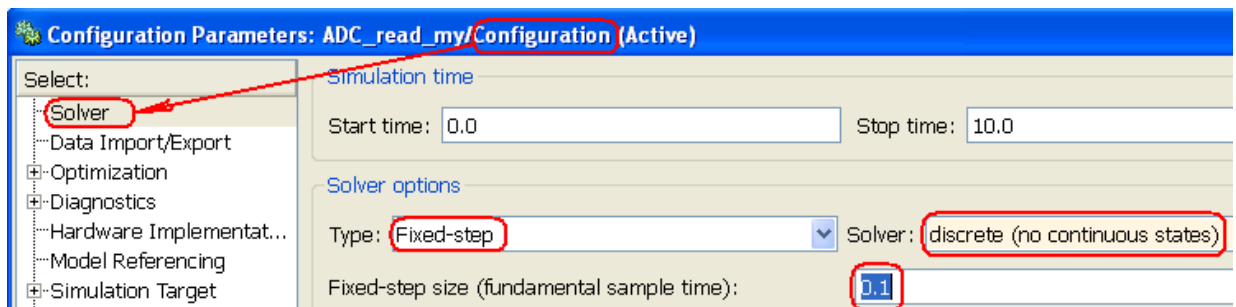 Configuration Parameters: ADC_read_my/Configuration (Active)
Select:
Solver
Data Import/Export
Optimization
Diagnostics
Hardware Implementat...
Model Referencing
Simulation Target
Simulation time
Start time: 0.0 Stop time: 10.0
Solver options
Type: Fixed-step Solver: discrete (no continuous states)
Fixed-step size (fundamental sample time): 0.1